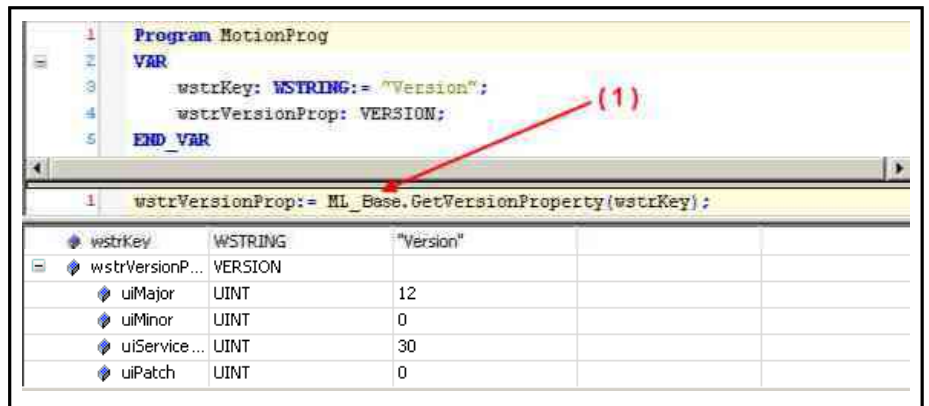 1 Program MotionProg
2 VAR
3 wstrKey: WSTRING:= "Version";
4 wstrVersionProp: VERSION;
5 END_VAR
(1)
1 wstrVersionProp:= ML_Base.GetVersionProperty(wstrKey);
wstrKey WSTRING "Version"
wstrVersionP... VERSION
uiMajor UINT 12
uiMinor UINT 0
uiService... UINT 30
uiPatch UINT 0